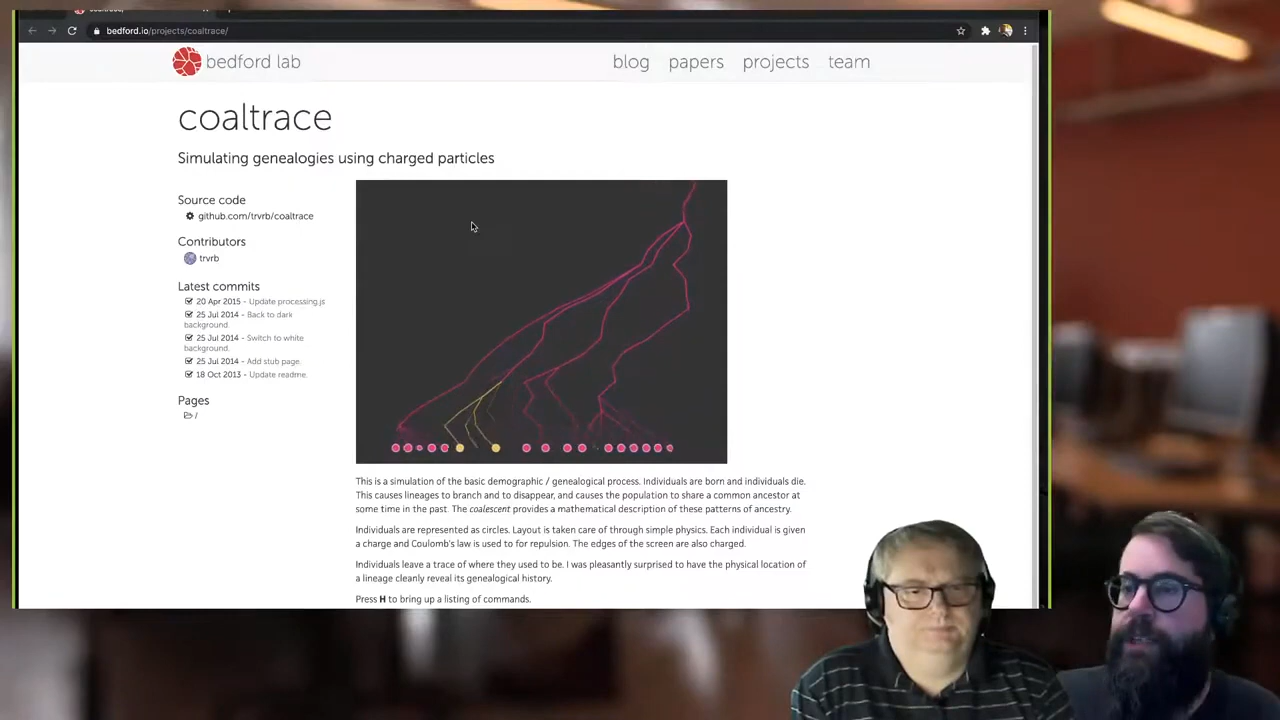 bedford.io/projects/coaltrace/
bedford lab
blog papers projects team
coaltrace
Simulating genealogies using charged particles
Source code
github.com/trvrb/coaltrace
Contributors
trvrb
Latest commits
20 Apr 2015 - Update processing.js
25 Jul 2014 - Back to dark
background.
25 Jul 2014 - Switch to white
background.
25 Jul 2014 - Add stub page.
18 Oct 2013 - Update readme.
Pages
/
This is a simulation of the basic demographic / genealogical process. Individuals are born and individuals die.
This causes lineages to branch and to disappear, and causes the population to share a common ancestor at
some time in the past. The coalescent provides a mathematical description of these patterns of ancestry.
Individuals are represented as circles. Layout is taken care of through simple physics. Each individual is given
a charge and Coulomb's law is used to for repulsion. The edges of the screen are also charged.
Individuals leave a trace of where they used to be. I was pleasantly surprised to have the physical location of
a lineage cleanly reveal its genealogical history.
Press H to bring up a listing of commands.